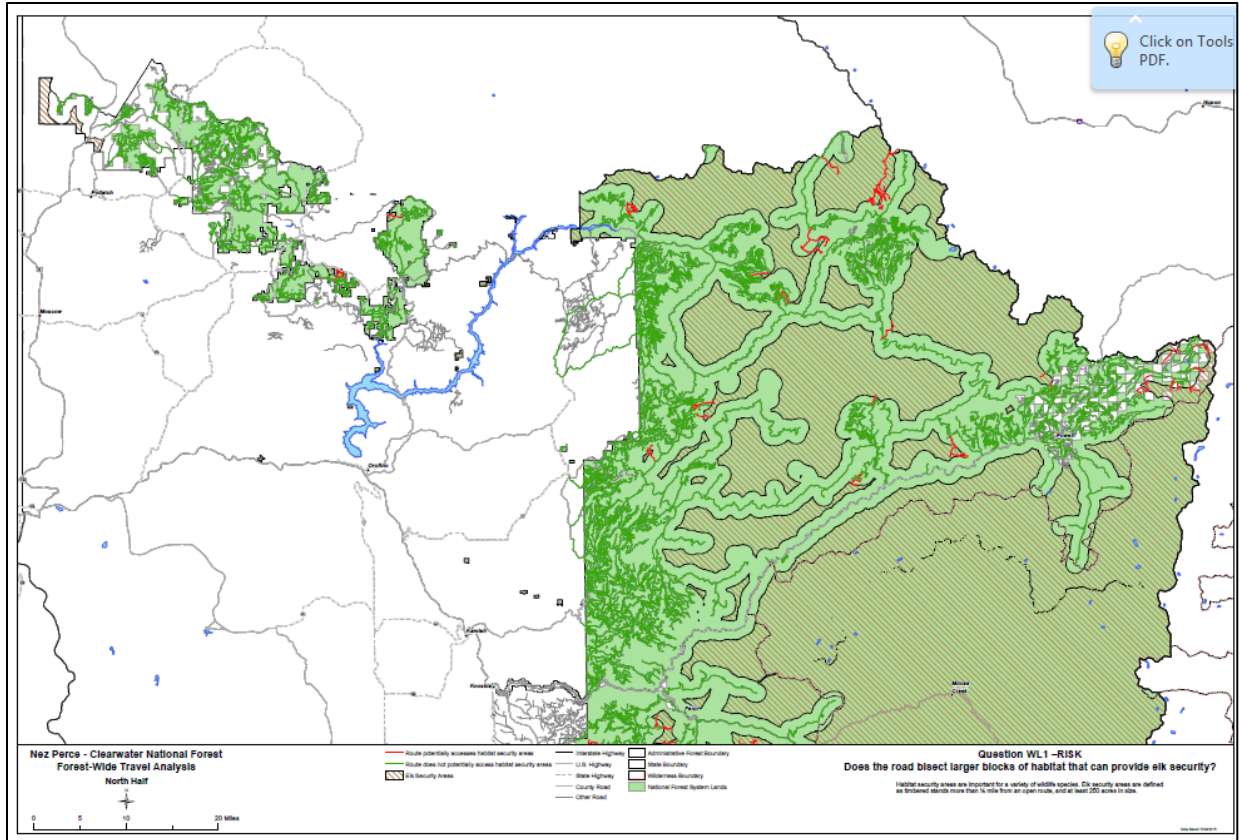 Click on Tools
PDF.
Moscow
Orofino
Kamiah
Kooskia
Powell
Moose
Creek
Nez Perce - Clearwater National Forest
Forest-Wide Travel Analysis
North Half
0 5 10 20 Miles
Route potentially accesses habitat security areas
Route does not potentially access habitat security areas
Elk Security Areas
Interstate Highway
U.S. Highway
State Highway
County Road
Other Road
Administrative Forest Boundary
State Boundary
Wilderness Boundary
National Forest System Lands
Question WL1 –RISK
Does the road bisect larger blocks of habitat that can provide elk security?
Habitat security areas are important for a variety of wildlife species. Elk security areas are defined
as timbered stands more than ½ mile from an open route, and at least 250 acres in size.